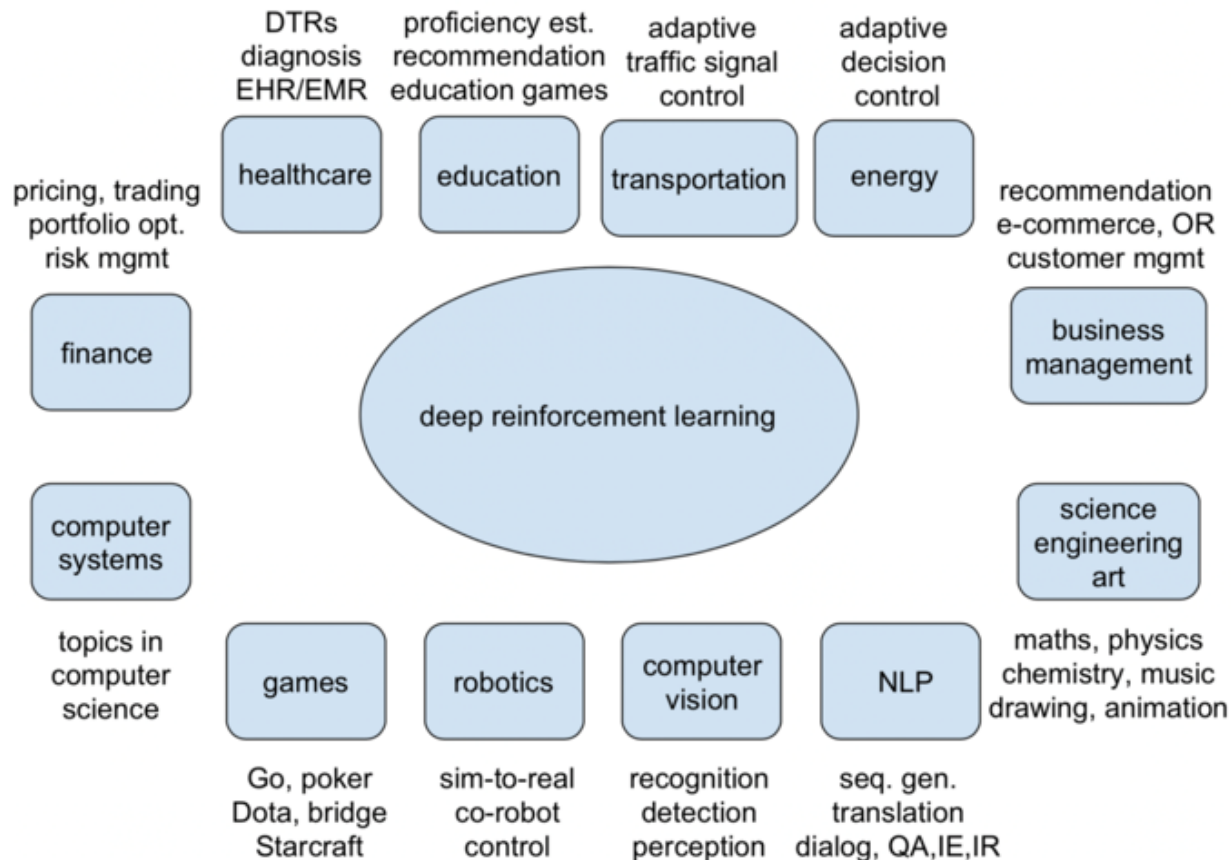 DTRs
diagnosis
EHR/EMR
proficiency est.
recommendation
education games
adaptive
traffic signal
control
adaptive
decision
control
healthcare
education
transportation
energy
pricing, trading
portfolio opt.
risk mgmt
recommendation
e-commerce, OR
customer mgmt
finance
business
management
deep reinforcement learning
computer
systems
science
engineering
art
topics in
computer
science
games
robotics
computer
vision
NLP
maths, physics
chemistry, music
drawing, animation
Go, poker
Dota, bridge
Starcraft
sim-to-real
co-robot
control
recognition
detection
perception
seq. gen.
translation
dialog, QA,IE,IR